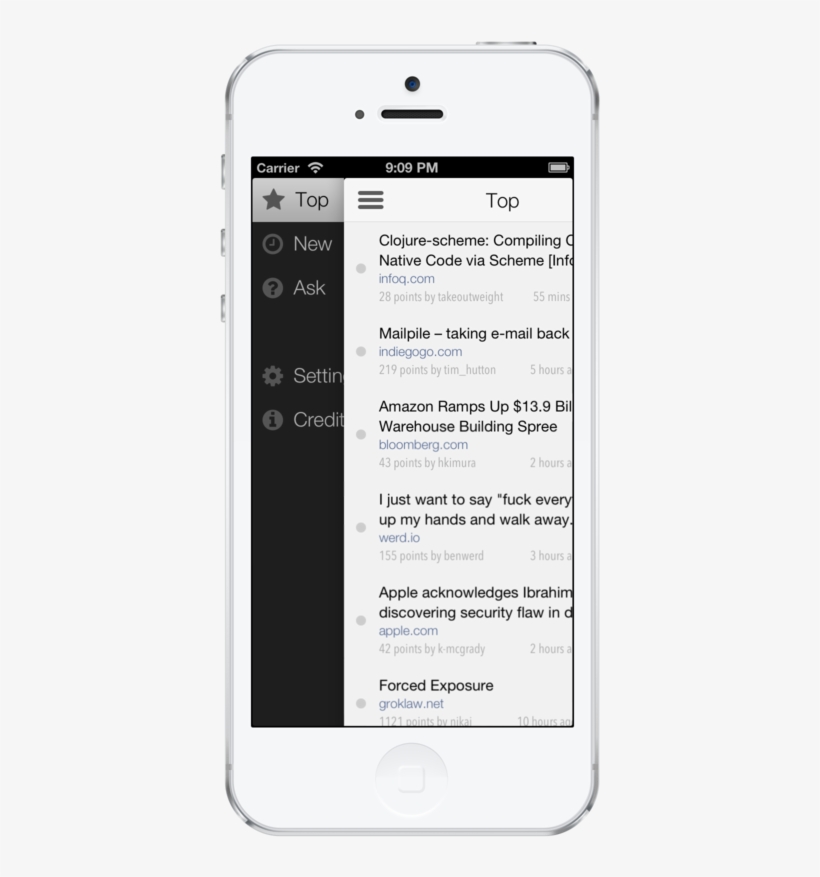 Carrier 9:09 PM
Top
New
Ask
Settin
Credit
Top
Clojure-scheme: Compiling C
Native Code via Scheme [Info
infoq.com
28 points by takeoutweight 55 mins
Mailpile – taking e-mail back
indiegogo.com
219 points by tim_hutton 5 hours a
Amazon Ramps Up $13.9 Bil
Warehouse Building Spree
bloomberg.com
43 points by hkimura 2 hours a
I just want to say "fuck every
up my hands and walk away.
werd.io
155 points by benwerd 3 hours a
Apple acknowledges Ibrahim
discovering security flaw in d
apple.com
42 points by k-mcgrady 2 hours a
Forced Exposure
groklaw.net
1121 points by nikai 10 hours ago